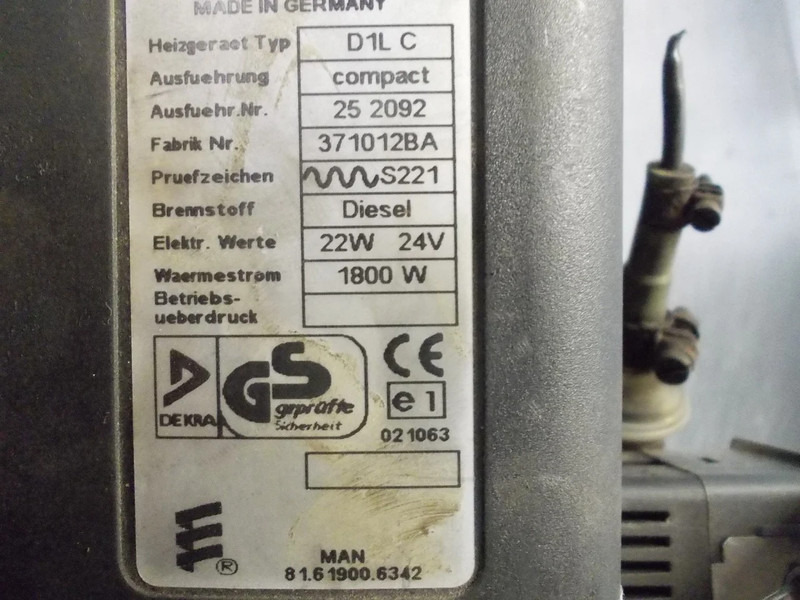 MADE IN GERMANY
Heizgeraet Typ D1L C
Ausfuehrung compact
Ausfuehr.Nr. 25 2092
Fabrik Nr. 371012BA
Pruefzeichen S221
Brennstoff Diesel
Elektr. Werte 22W 24V
Waermestrom 1800 W
Betriebs-
ueberdruck
DEKRA
GS
geprüfte
Sicherheit
CE
e1
021063
®
MAN
81.61900.6342